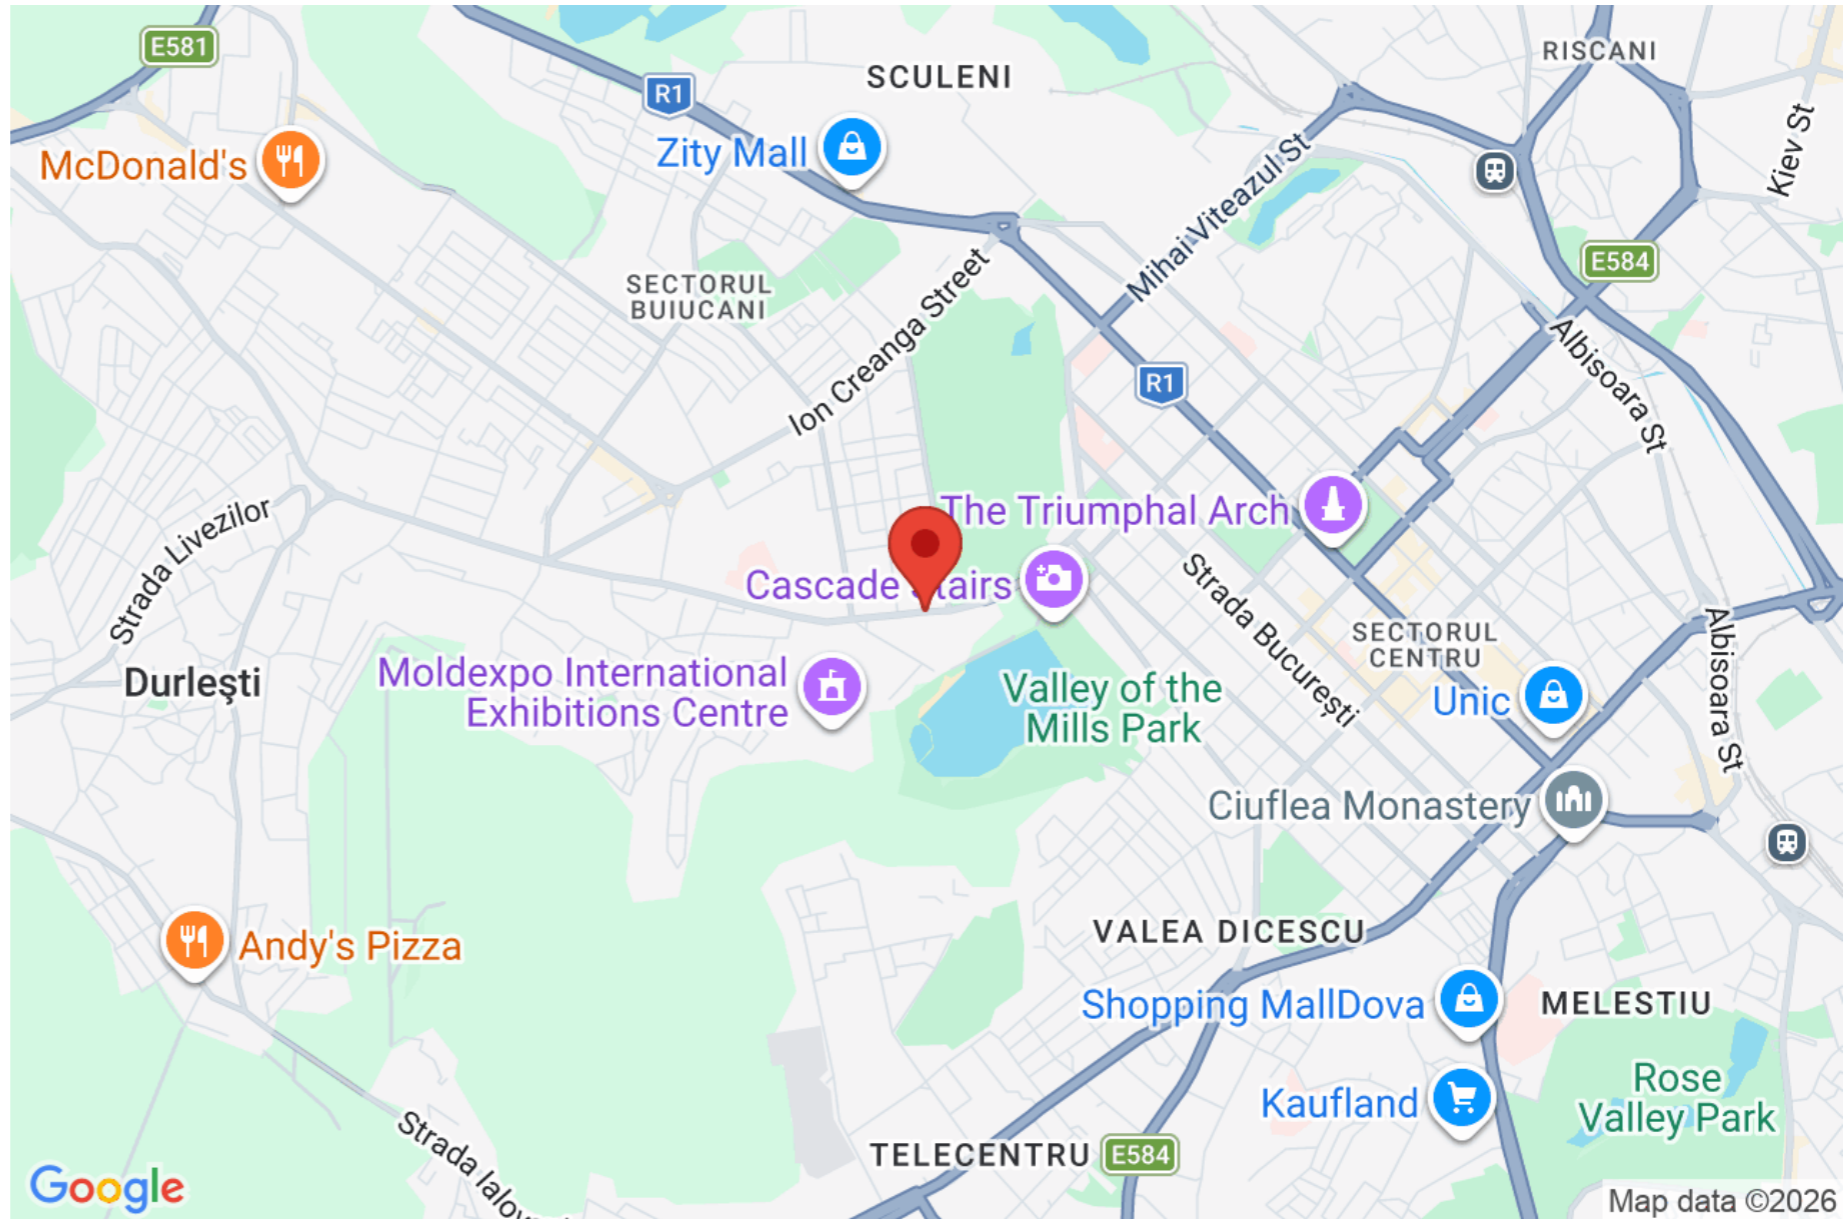 E581
SCULENI
RISCANI
R1
McDonald's
Zity Mall
Kiev St
Mihai Viteazul St
E584
SECTORUL
BUIUCANI
Ion Creanga Street
Albisoara St
R1
Strada Livezilor
The Triumphal Arch
Cascade Stairs
Strada București
SECTORUL
CENTRU
Albisoara St
Durleşti
Moldexpo International
Exhibitions Centre
Valley of the
Mills Park
Unic
Ciuflea Monastery
Andy's Pizza
VALEA DICESCU
Shopping MallDova
MELESTIU
Rose
Valley Park
Kaufland
Strada
TELECENTRU
E584
Google
Map data ©2026